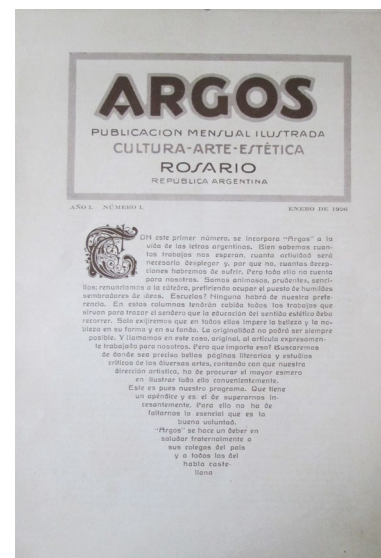 ARGOS
PUBLICACION MENSUAL ILUSTRADA
CULTURA-ARTE-ESTÉTICA
ROSARIO
REPUBLICA ARGENTINA
AÑO I. NÚMERO 1. ENERO DE 1926
CON este primer número, se incorpora "Argos" a la
vida de las letras argentinas. Bien sabemos cuan-
tos trabajos nos esperan, cuanta actividad será
necesario desplegar y, por que no, cuantas decep-
ciones habremos de sufrir. Pero todo ello no cuenta
para nosotros. Somos animosos, prudentes, senci-
llos; renunciamos a la cátedra, prefiriendo ocupar el puesto de humildes
sembradores de ideas. Escuelas? Ninguna habrá de nuestra prefe-
rencia. En estas columnas tendrán cabida todos los trabajos que
sirvan para trazar el sendero que la educación del sentido estético deba
recorrer. Solo exijiremos que en todos ellos impere la belleza y la no-
bleza en su forma y en su fondo. La originalidad no podrá ser siempre
posible. Y llamamos en este caso, original, al artículo expresamen-
te trabajado para nosotros. Pero que importa eso? Buscaremos
de donde sea preciso bellas páginas literarias y estudios
críticos de las diversas artes, contando con que nuestra
dirección artística, ha de procurar el mayor esmero
en ilustrar todo ello convenientemente.
Este es pues nuestro programa. Que tiene
un apéndice y es el de superarnos in-
cesantemente. Para ello no ha de
faltarnos lo esencial que es la
buena voluntad.
"Argos" se hace un deber en
saludar fraternalmente a
sus colegas del país
y a todos los del
habla caste-
llana